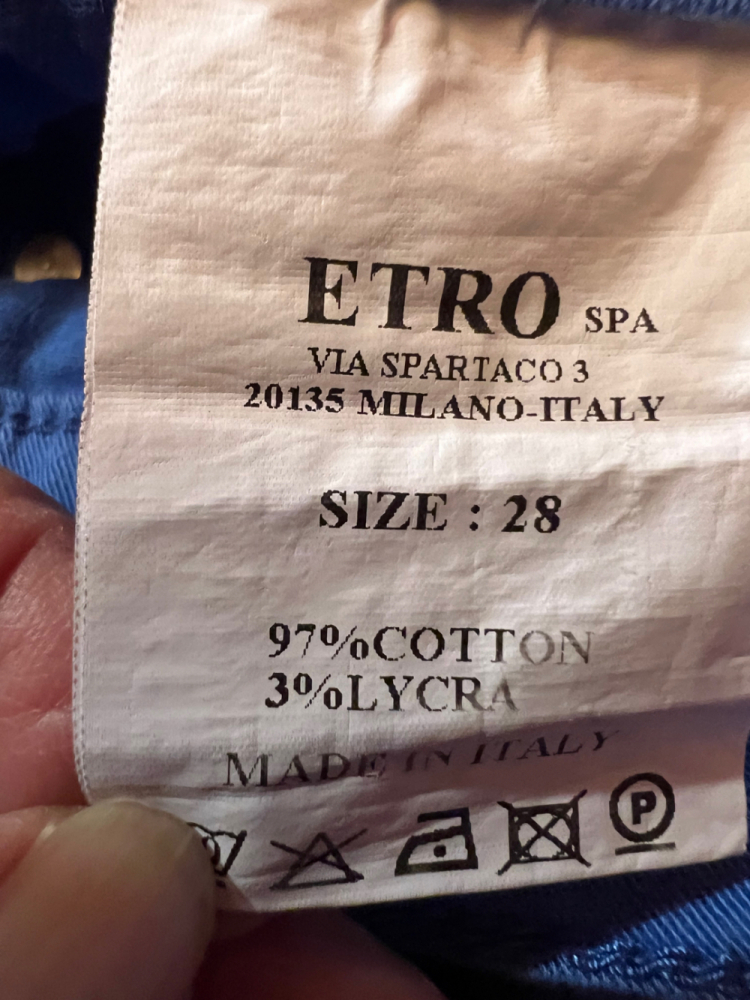 ETRO SPA
VIA SPARTACO 3
20135 MILANO-ITALY
SIZE : 28
97%COTTON
3%LYCRA
MADE IN ITALY
P